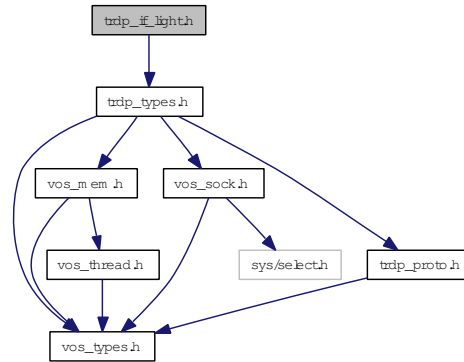 trdp_if_light.h
trdp_types.h
vos_mem.h
vos_sock.h
vos_thread.h
sys/select.h
trdp_proto.h
vos_types.h